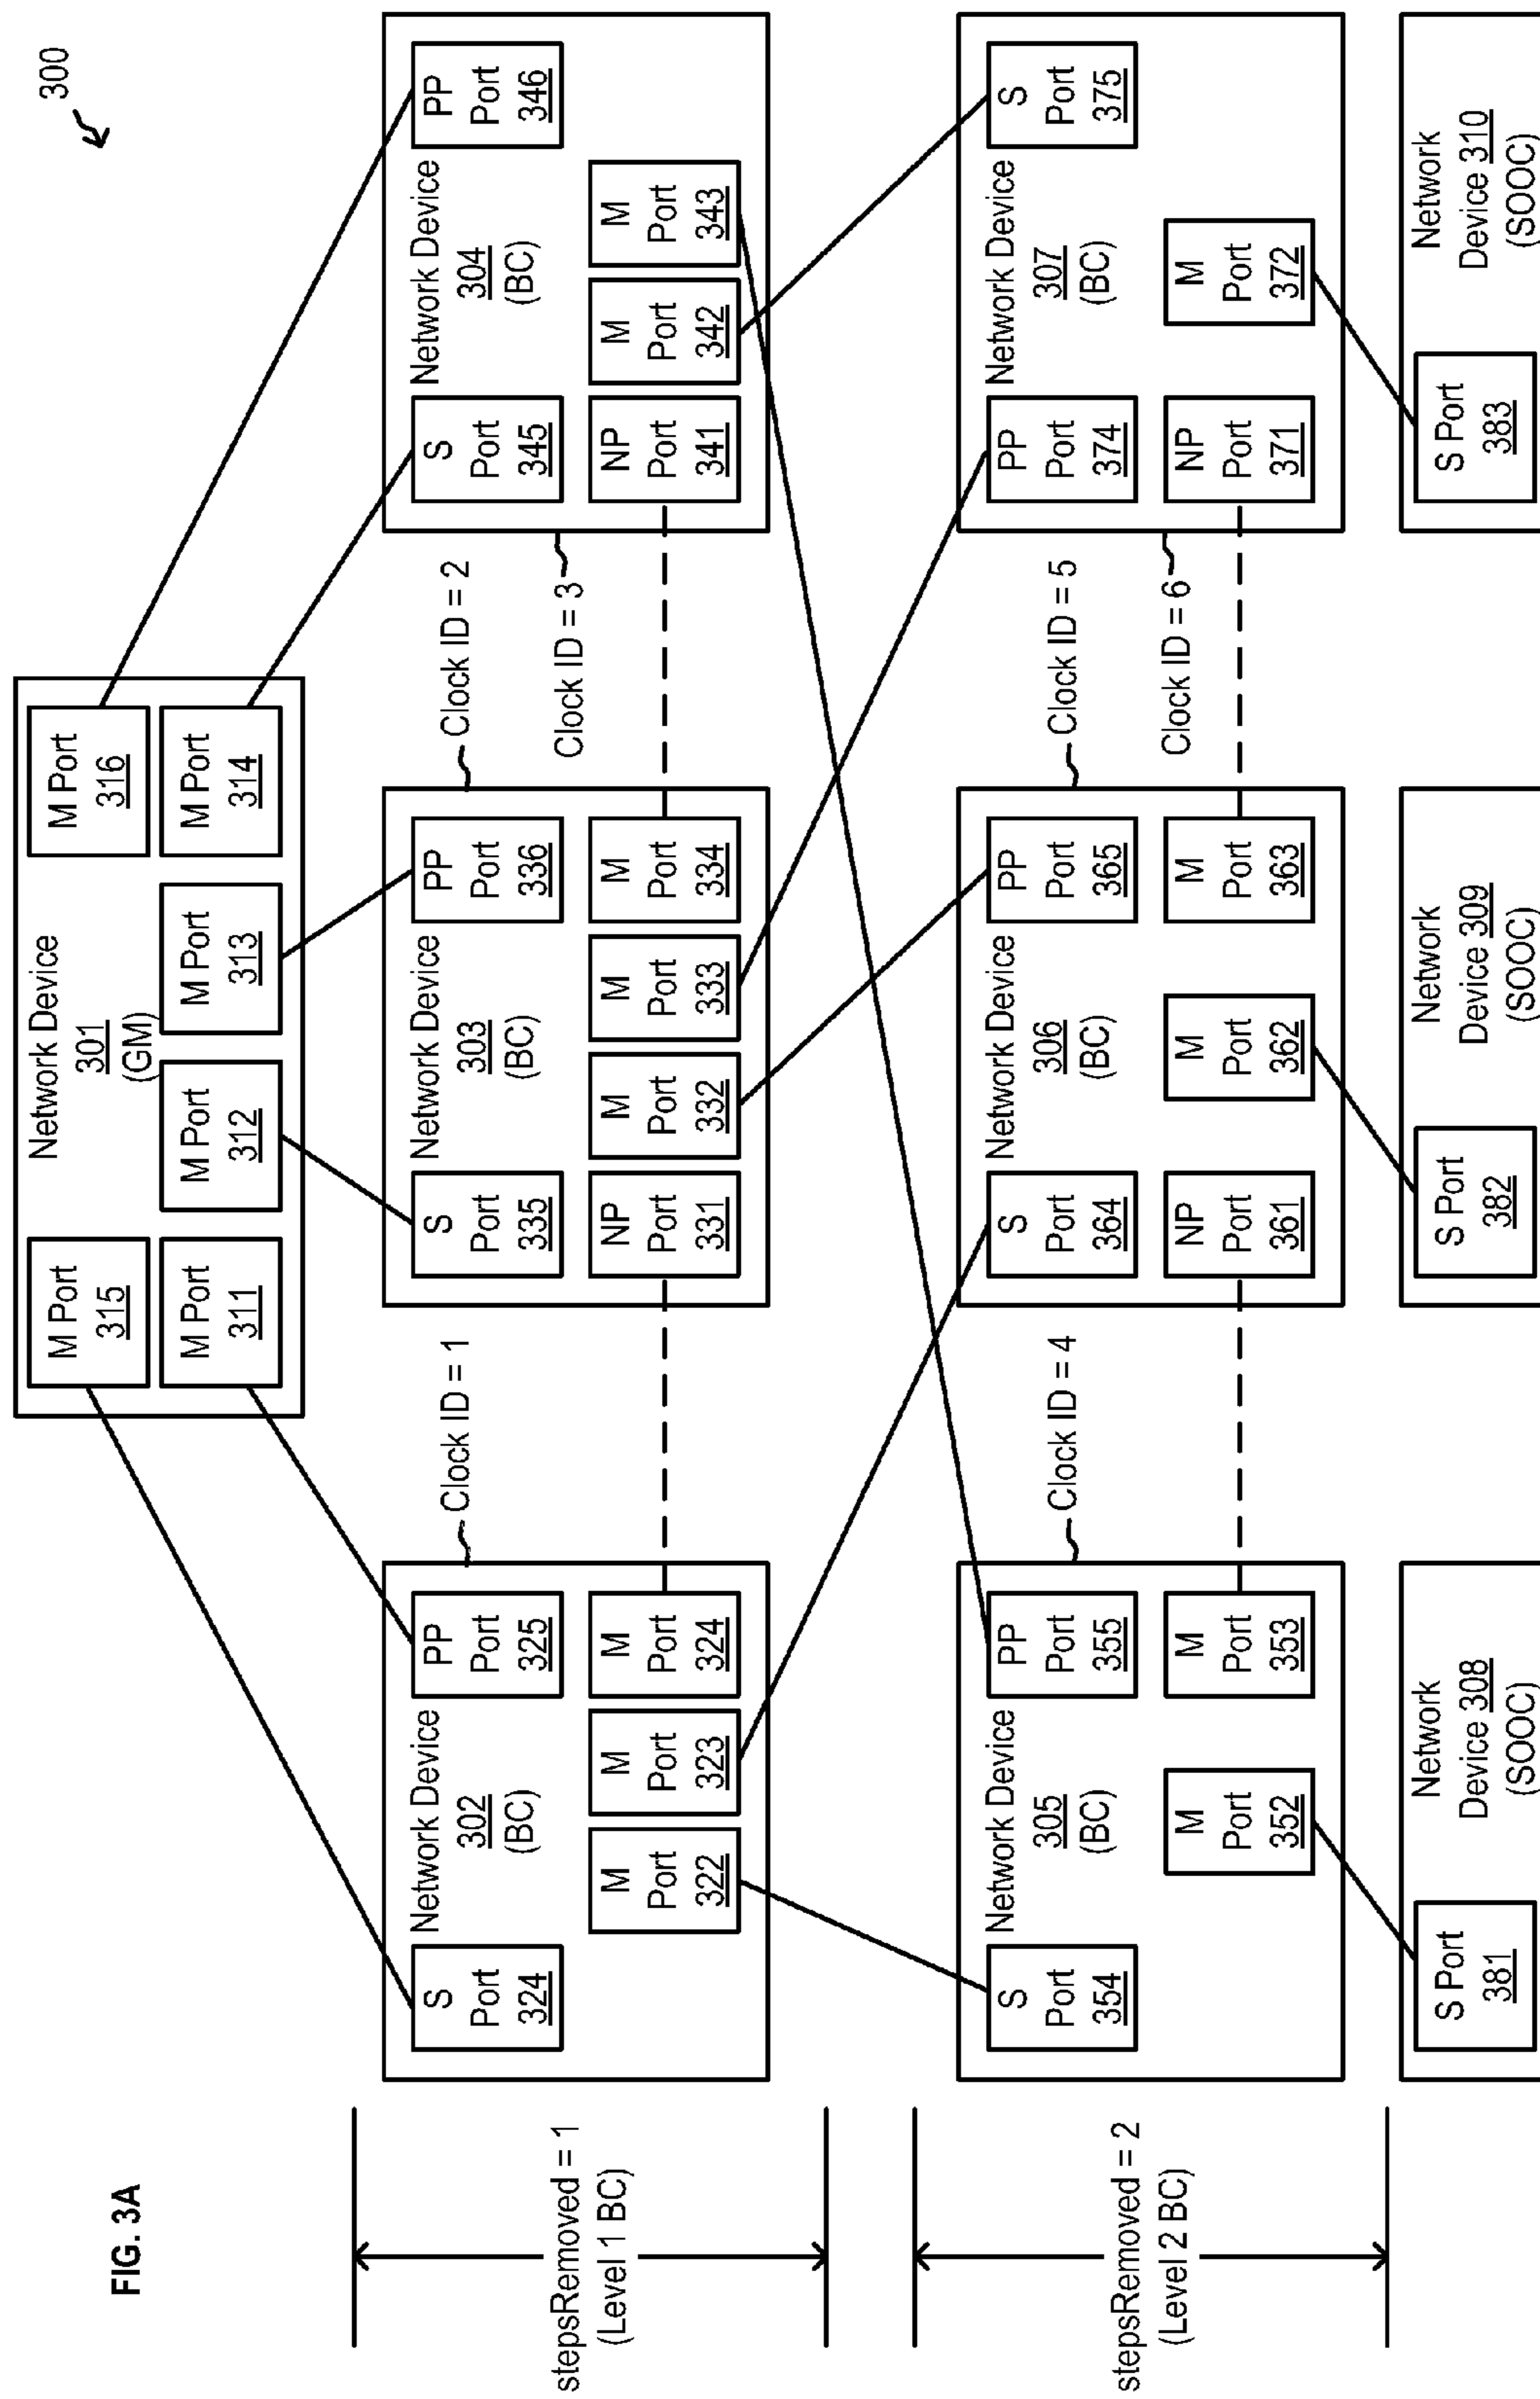 FIG. 3A
300
Network Device
301
(GM)
M Port
315
M Port
311
M Port
312
M Port
313
M Port
316
M Port
314
stepsRemoved = 1
(Level 1 BC)
Clock ID = 1
Network Device
302
(BC)
S
Port
324
PP
Port
325
M
Port
322
M
Port
323
M
Port
324
Clock ID = 2
Network Device
303
(BC)
S
Port
335
PP
Port
336
NP
Port
331
M
Port
332
M
Port
333
M
Port
334
Clock ID = 3
Network Device
304
(BC)
S
Port
345
PP
Port
346
NP
Port
341
M
Port
342
M
Port
343
stepsRemoved = 2
(Level 2 BC)
Clock ID = 4
Network Device
305
(BC)
S
Port
354
PP
Port
355
M
Port
352
M
Port
353
Clock ID = 5
Network Device
306
(BC)
S
Port
364
PP
Port
365
NP
Port
361
M
Port
362
M
Port
363
Clock ID = 6
Network Device
307
(BC)
PP
Port
374
S
Port
375
NP
Port
371
M
Port
372
S Port
381
Network
Device 308
(SOOC)
S Port
382
Network
Device 309
(SOOC)
S Port
383
Network
Device 310
(SOOC)